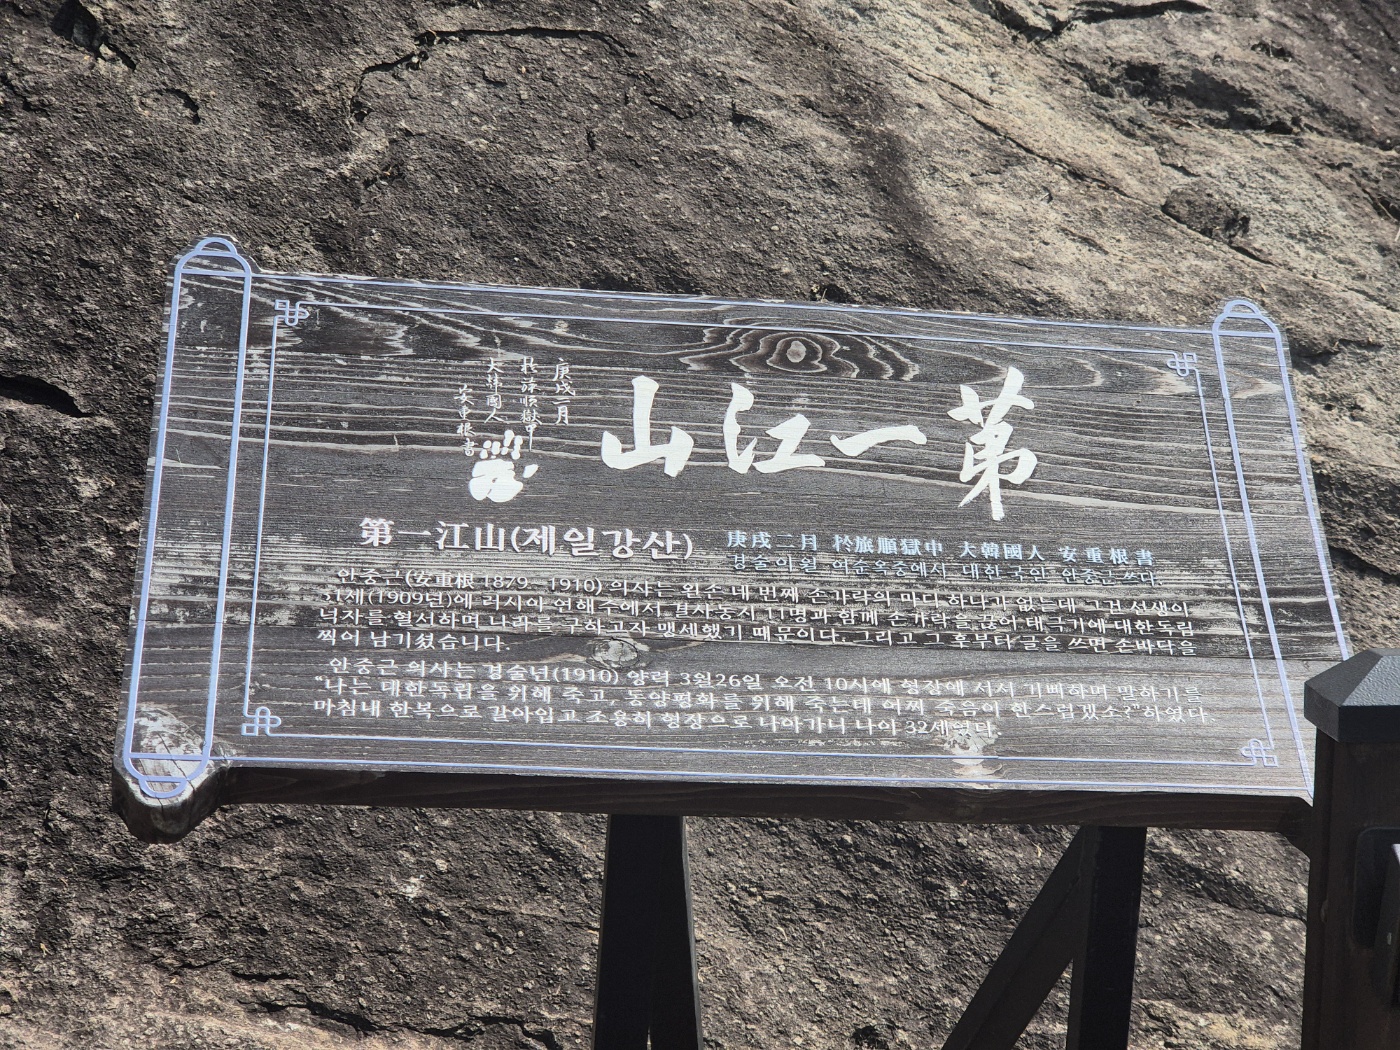 第一江山
庚戌二月
於旅順獄中
大韓國人
安重根書
第一江山(제일강산)
庚戌二月 於旅順獄中 大韓國人 安重根書
경술이월 여순옥중에서 대한국인 안중근 쓰다.
안중근(安重根 1879. ~ 1910) 의사는 왼손 네 번째 손가락의 마디 하나가 없는데 그건 선생이
31세(1909년)에 러시아 연해주에서 결사동지 11명과 함께 손가락을 끊어 태극기에 대한독립
넉자를 혈서하며 나라를 구하고자 맹세했기 때문이다. 그리고 그 후부터 글을 쓰면 손바닥을
찍어 남기셨습니다.
안중근 의사는 경술년(1910) 양력 3월26일 오전 10시에 형장에 서서 기뻐하며 말하기를
“나는 대한독립을 위해 죽고, 동양평화를 위해 죽는데 어찌 죽음이 한스럽겠소?”하였다.
마침내 한복으로 갈아입고 조용히 형장으로 나아가니 나이 32세였다.